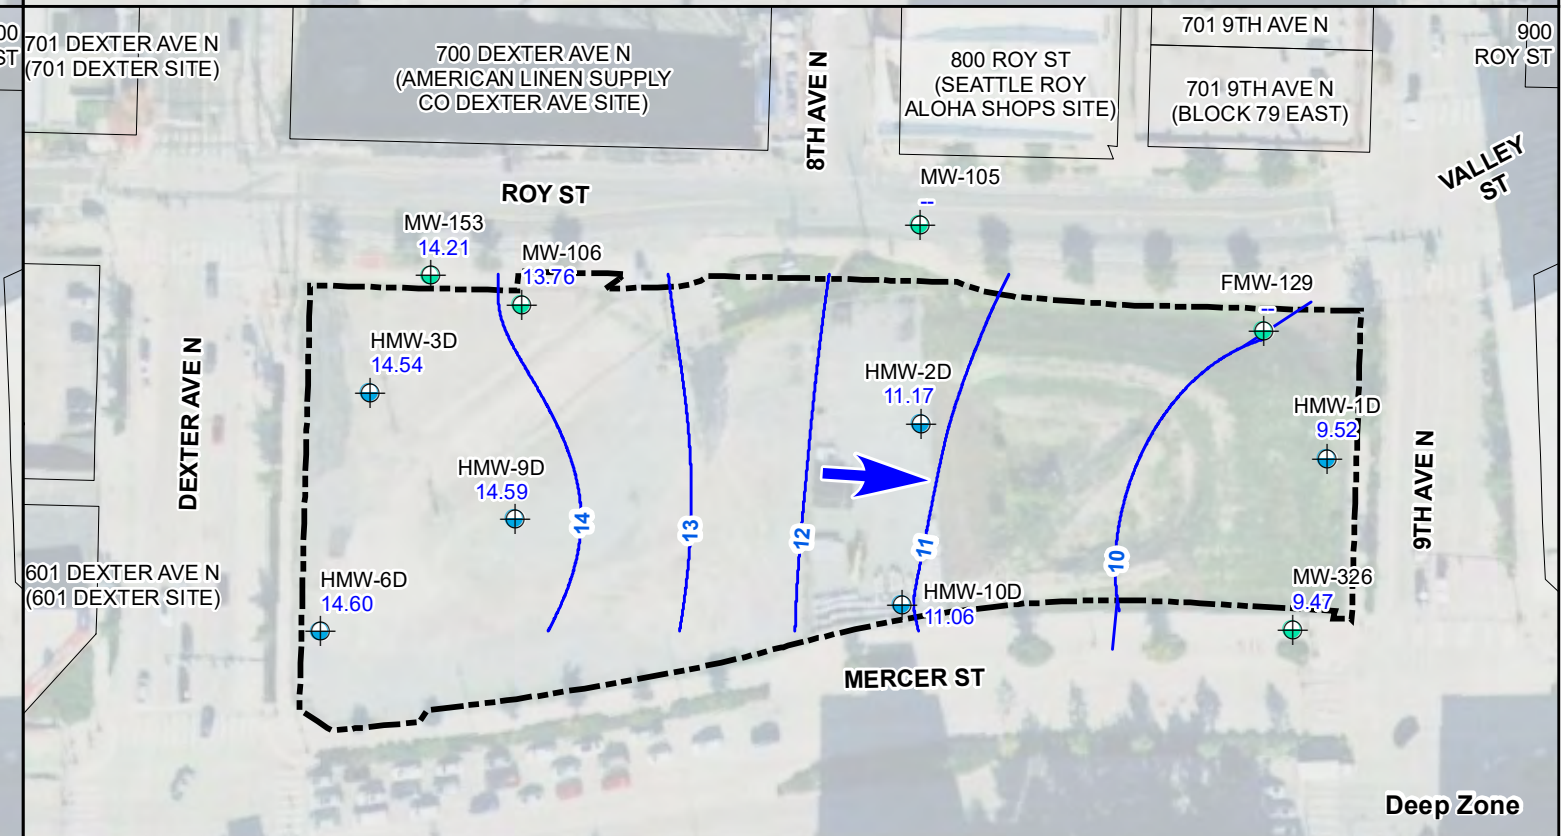 00
ST
701 DEXTER AVE N
(701 DEXTER SITE)
700 DEXTER AVE N
(AMERICAN LINEN SUPPLY
CO DEXTER AVE SITE)
8TH AVE N
800 ROY ST
(SEATTLE ROY
ALOHA SHOPS SITE)
701 9TH AVE N
701 9TH AVE N
(BLOCK 79 EAST)
900
ROY ST
VALLEY
ST
ROY ST
MW-105
--
MW-153
14.21
MW-106
13.76
FMW-129
--
HMW-3D
14.54
HMW-2D
11.17
HMW-1D
9.52
DEXTER AVE N
9TH AVE N
HMW-9D
14.59
14
13
12
11
10
601 DEXTER AVE N
(601 DEXTER SITE)
HMW-6D
14.60
HMW-10D
11.06
MW-326
9.47
MERCER ST
Deep Zone